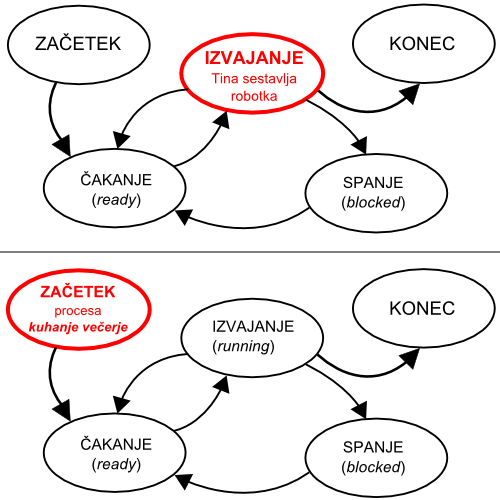 ZAČETEK
IZVAJANJE
Tina sestavlja
robotka
KONEC
ČAKANJE
(ready)
SPANJE
(blocked)
ZAČETEK
procesa
kuhanje večerje
IZVAJANJE
(running)
KONEC
ČAKANJE
(ready)
SPANJE
(blocked)